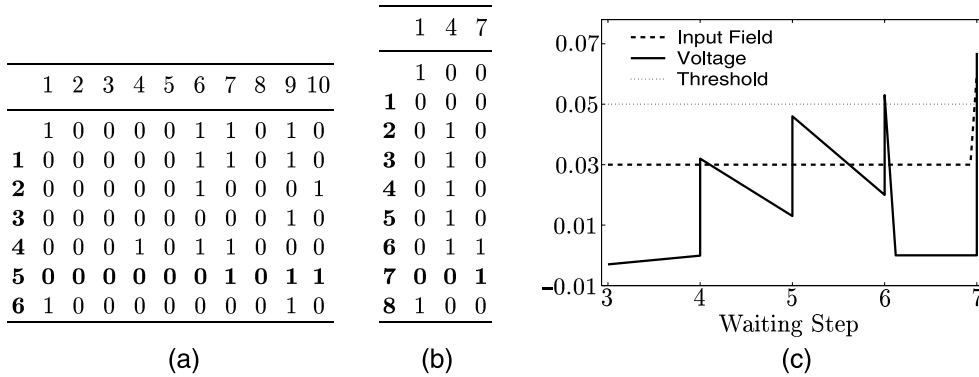 1 2 3 4 5 6 7 8 9 10
1 0 0 0 0 1 1 0 1 0
1 0 0 0 0 0 1 1 0 1 0
2 0 0 0 0 0 1 0 0 0 1
3 0 0 0 0 0 0 0 0 1 0
4 0 0 0 1 0 1 1 0 0 0
5 0 0 0 0 0 0 1 0 1 1
6 1 0 0 0 0 0 0 0 1 0
(a)
1 4 7
1 0 0
1 0 0 0
2 0 1 0
3 0 1 0
4 0 1 0
5 0 1 0
6 0 1 1
7 0 0 1
8 1 0 0
(b)
0.07
0.05
0.03
0.01
-0.01
Input Field
Voltage
Threshold
3 4 5 6 7
Waiting Step
(c)